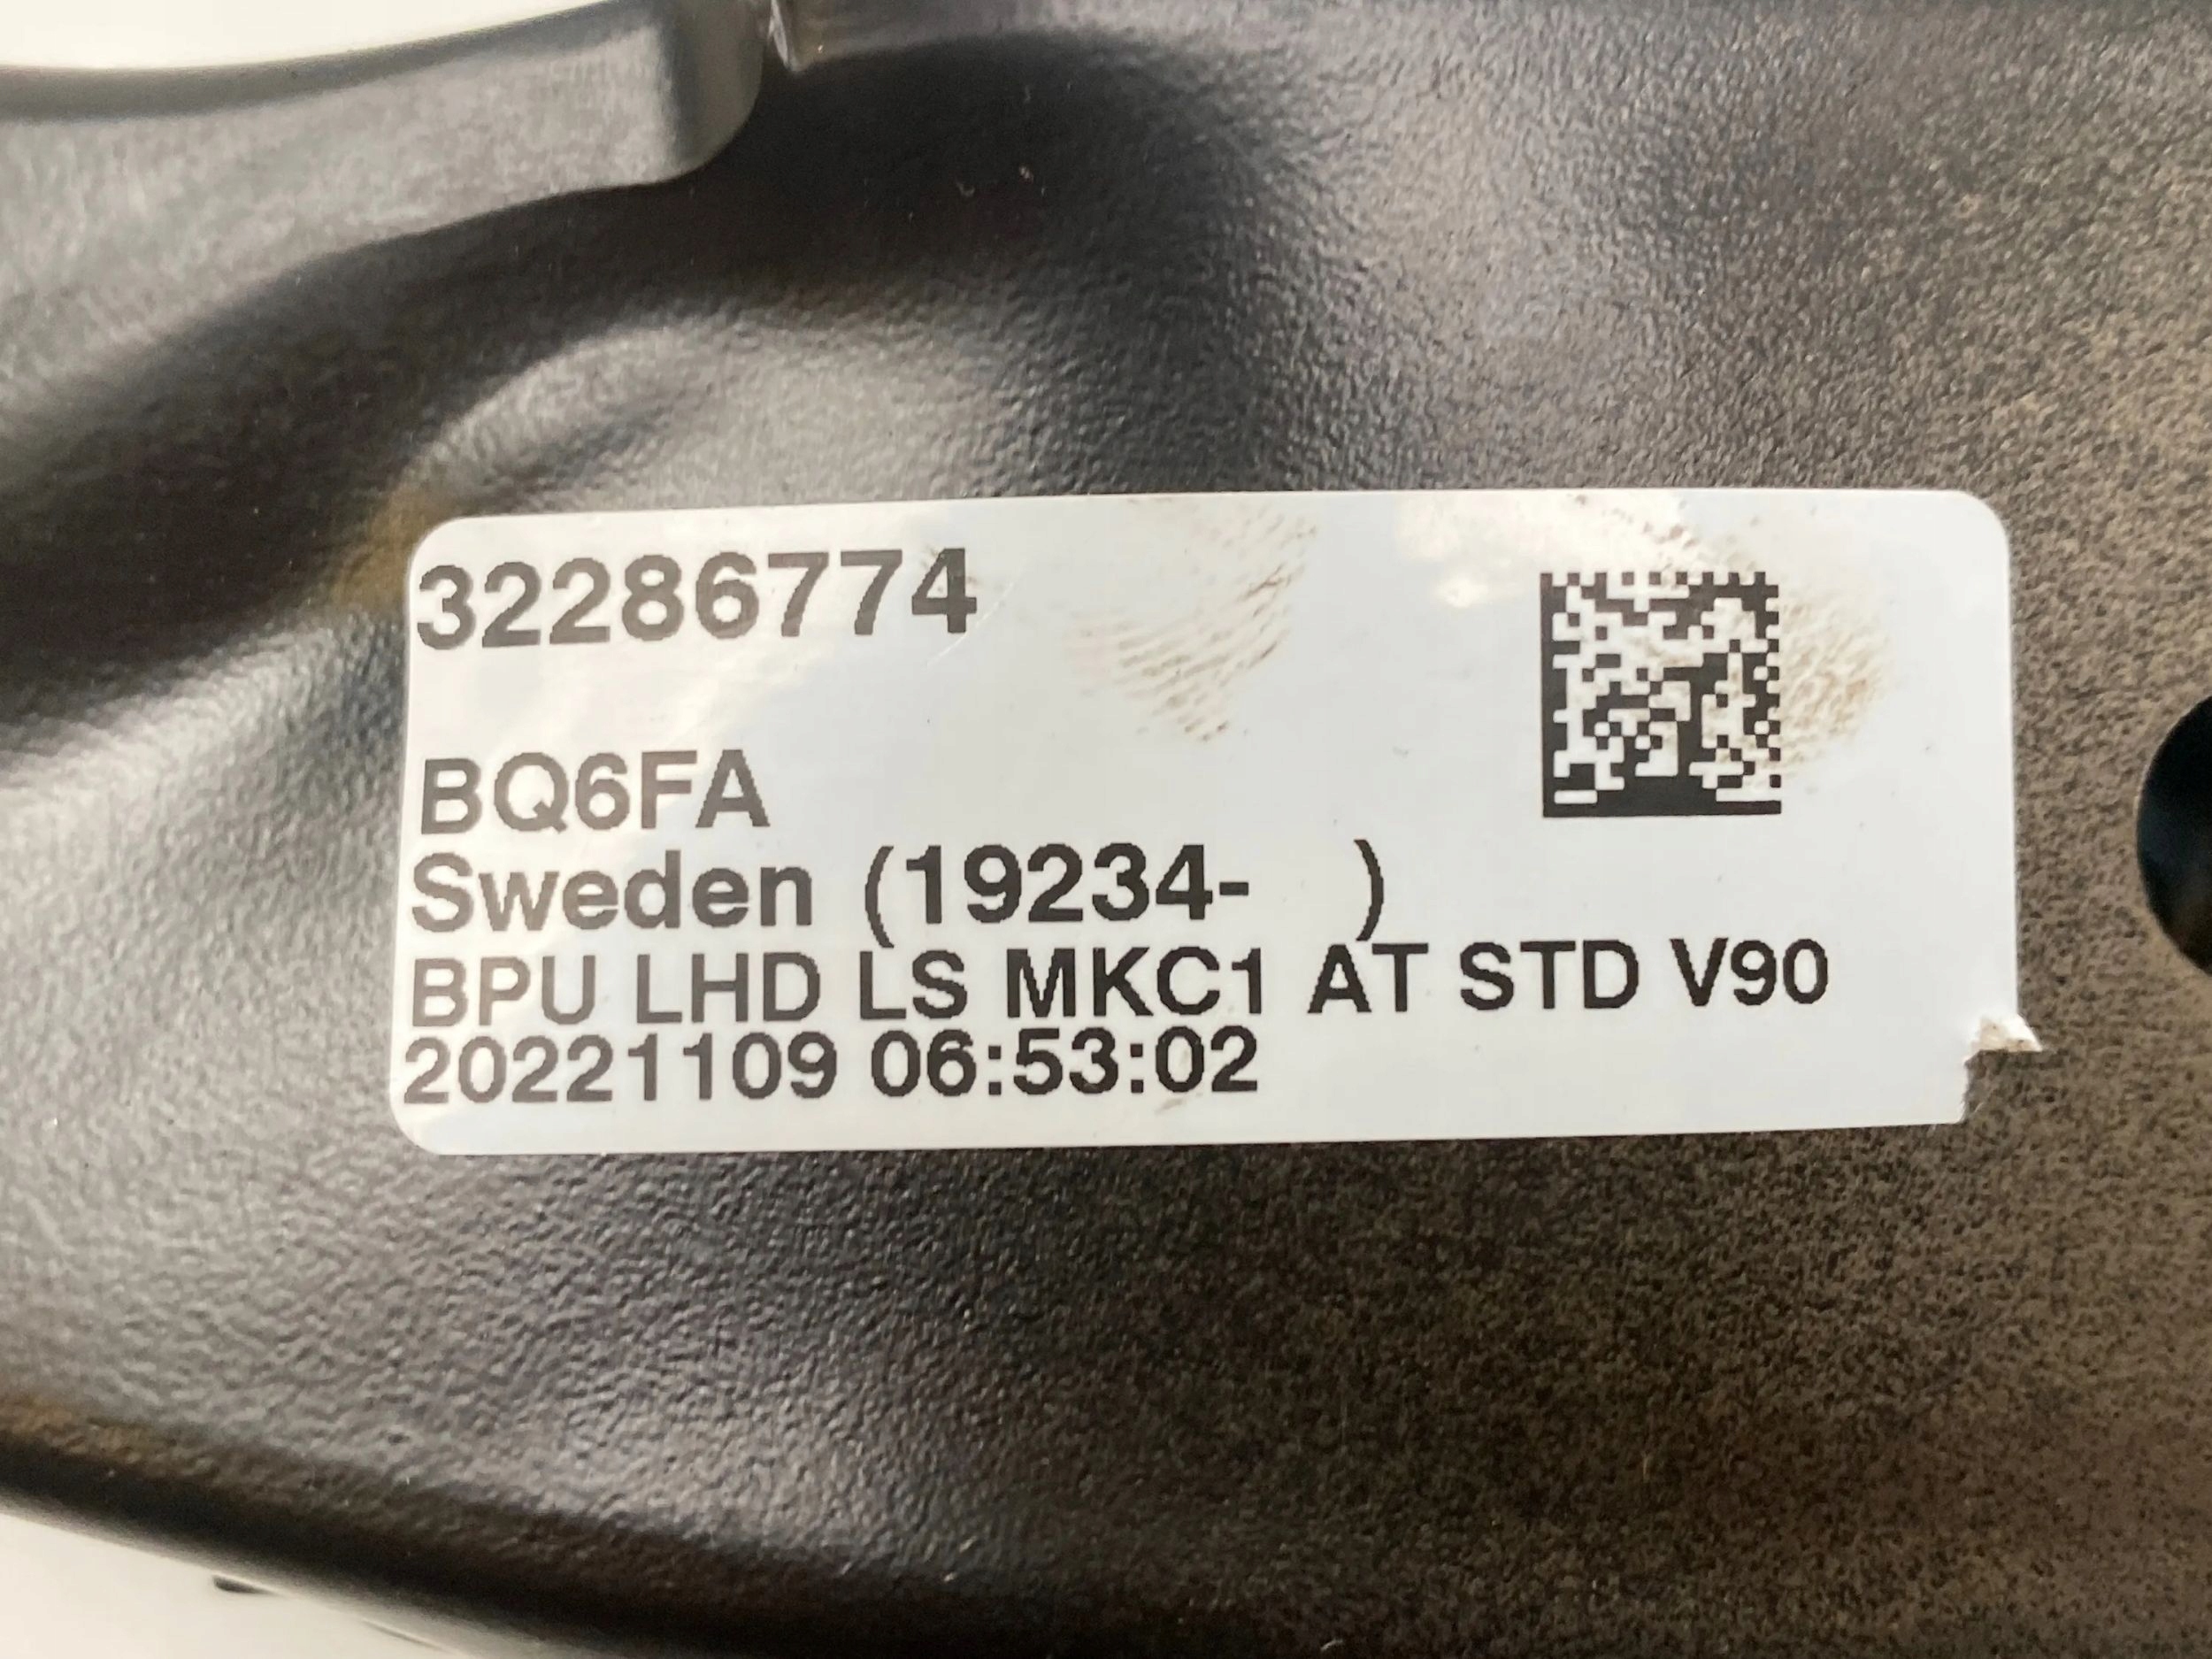 32286774
BQ6FA
Sweden (19234- )
BPU LHD LS MKC1 AT STD V90
20221109 06:53:02